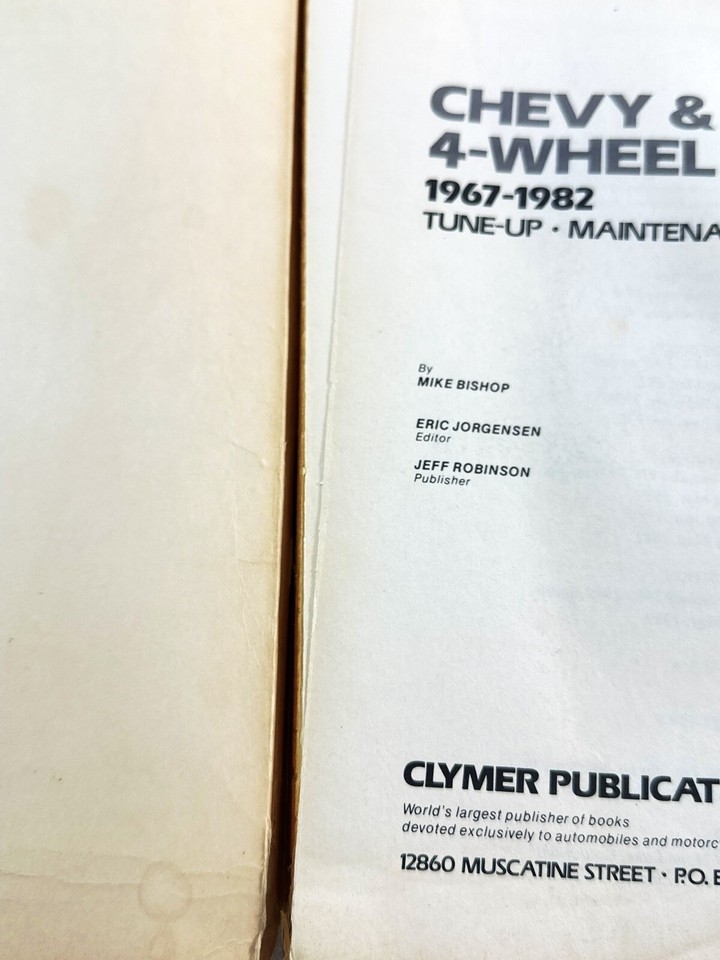 CHEVY &
4-WHEEL
1967-1982
TUNE-UP • MAINTENA
By
MIKE BISHOP
ERIC JORGENSEN
Editor
JEFF ROBINSON
Publisher
CLYMER PUBLICAT
World's largest publisher of books
devoted exclusively to automobiles and motorc
12860 MUSCATINE STREET • P.O. B